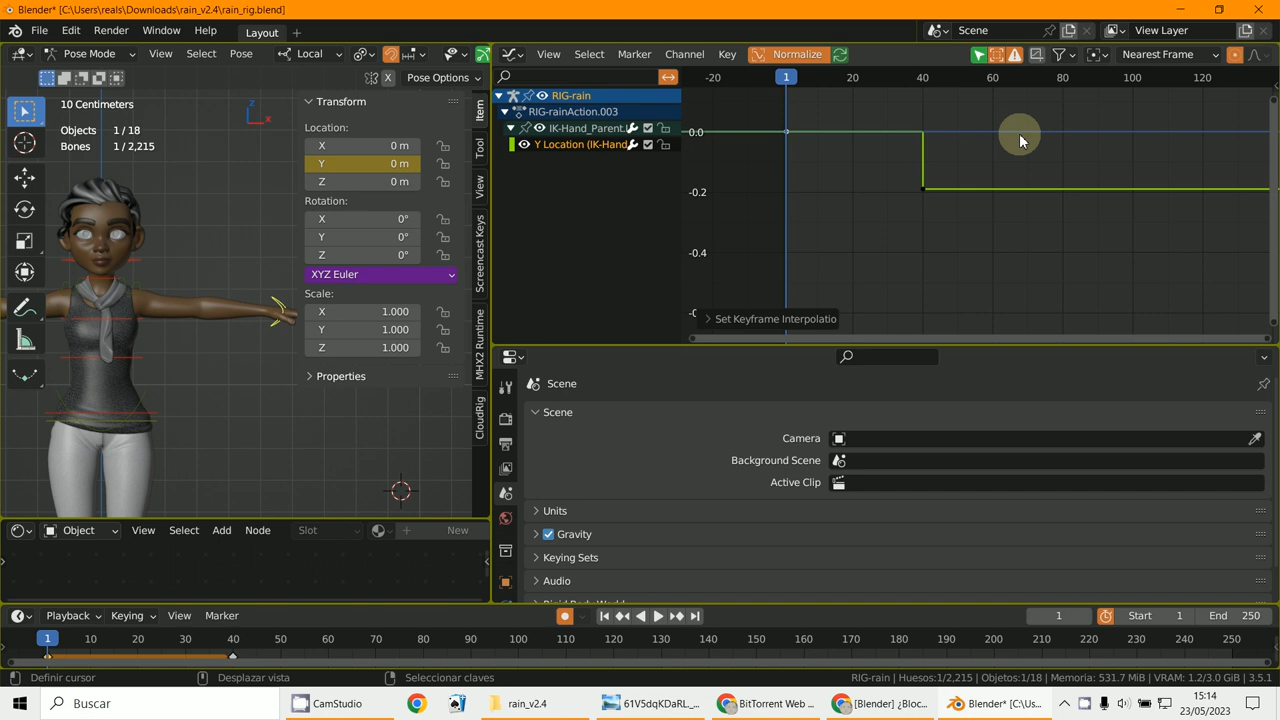 Blender* [C:\Users\reals\Downloads\rain_v2.4\rain_rig.blend]
File Edit Render Window Help Layout + Scene View Layer
Pose Mode View Select Pose Local
View Select Marker Channel Key Normalize Nearest Frame
X Pose Options
-20 1 20 40 60 80 100 120
10 Centimeters
Objects 1 / 18
Bones 1 / 2,215
Z
X
Transform
Location:
X 0 m
Y 0 m
Z 0 m
Rotation:
X 0°
Y 0°
Z 0°
XYZ Euler
Scale:
X 1.000
Y 1.000
Z 1.000
Properties
Item
Tool
View
Screencast Keys
MHX2 Runtime
CloudRig
RIG-rain
RIG-rainAction.003
IK-Hand_Parent.
Y Location (IK-Hand
0.0
-0.2
-0.4
Set Keyframe Interpolatio
Scene
Scene
Camera
Background Scene
Active Clip
Units
Gravity
Keying Sets
Audio
Object View Select Add Node Slot + New
Playback Keying View Marker 1 Start 1 End 250
1 10 20 30 40 50 60 70 80 90 100 110 120 130 140 150 160 170 180 190 200 210 220 230 240 250
Definir cursor Desplazar vista Seleccionar claves RIG-rain | Huesos:1/2,215 | Objetos:1/18 | Memoria: 531.7 MiB | VRAM: 1.2/3.0 GiB | 3.5.1
Buscar CamStudio rain_v2.4 61V5dqKDaRL_... BitTorrent Web ... [Blender] ¿Bloc... Blender* [C:\Us...
15:14
23/05/2023